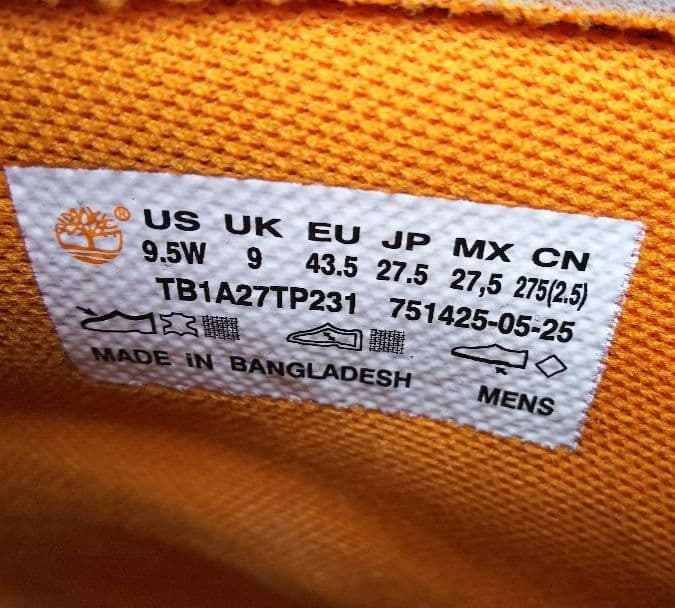 ® US UK EU JP MX CN
9.5W 9 43.5 27.5 27,5 275(2.5)
TB1A27TP231 751425-05-25
MADE iN BANGLADESH MENS